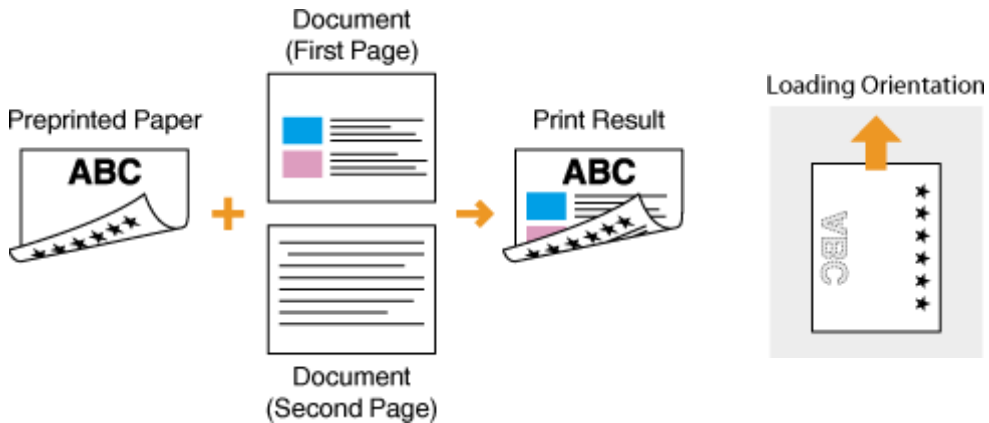 Document
(First Page)
Loading Orientation
Preprinted Paper
Print Result
ABC
ABC
ABC
Document
(Second Page)